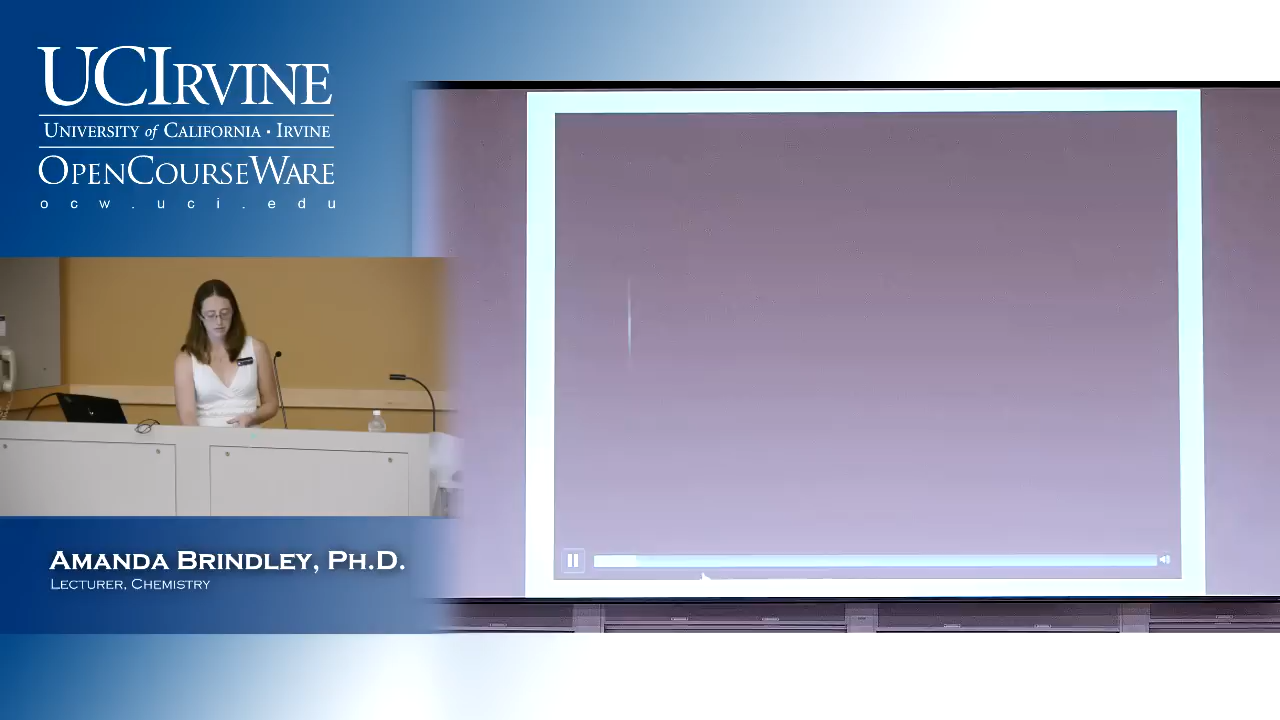 UCIRVINE
UNIVERSITY of CALIFORNIA · IRVINE
OPENCOURSEWARE
ocw.uci.edu
AMANDA BRINDLEY, PH.D.
LECTURER, CHEMISTRY